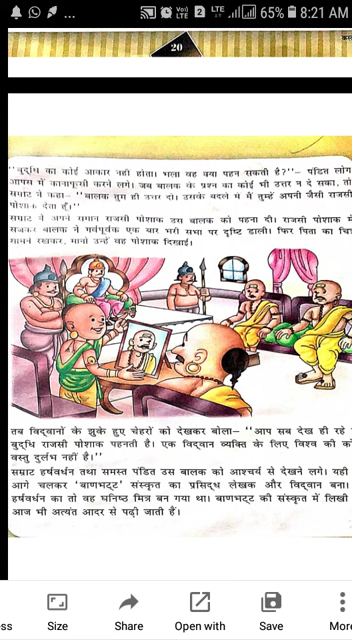 LTE 65% 8:21 AM
20
"बुद्धि का कोई आकार नहीं होता। भला वह क्या पहन सकती है?"– पंडित लोग
आपस में कानाफूसी करने लगे। जब बालक के प्रश्न का कोई भी उत्तर न दे सका, तो
सम्राट ने कहा– "बालक तुम ही उत्तर दो। उसके बदले में मैं तुम्हें अपनी जैसी राजसी
पोशाक देता हूँ।"
सम्राट ने अपने समान राजसी पोशाक उस बालक को पहना दी। राजसी पोशाक में
सजकर बालक ने गर्वपूर्वक एक बार भरी सभा पर दृष्टि डाली। फिर पिता का चि
सामने रखकर, मानो उन्हें वह पोशाक दिखाई।
तब विद्वानों के झुके हुए चेहरों को देखकर बोला– "आप सब देख ही रहे
बुद्धि राजसी पोशाक पहनती है। एक विद्वान व्यक्ति के लिए विश्व की को
वस्तु दुर्लभ नहीं है।"
सम्राट हर्षवर्धन तथा समस्त पंडित उस बालक को आश्चर्य से देखने लगे। यही
आगे चलकर 'बाणभट्ट' संस्कृत का प्रसिद्ध लेखक और विद्वान बना।
हर्षवर्धन का तो वह घनिष्ठ मित्र बन गया था। बाणभट्ट की संस्कृत में लिखी
आज भी अत्यंत आदर से पढ़ी जाती हैं।
ess Size Share Open with Save More